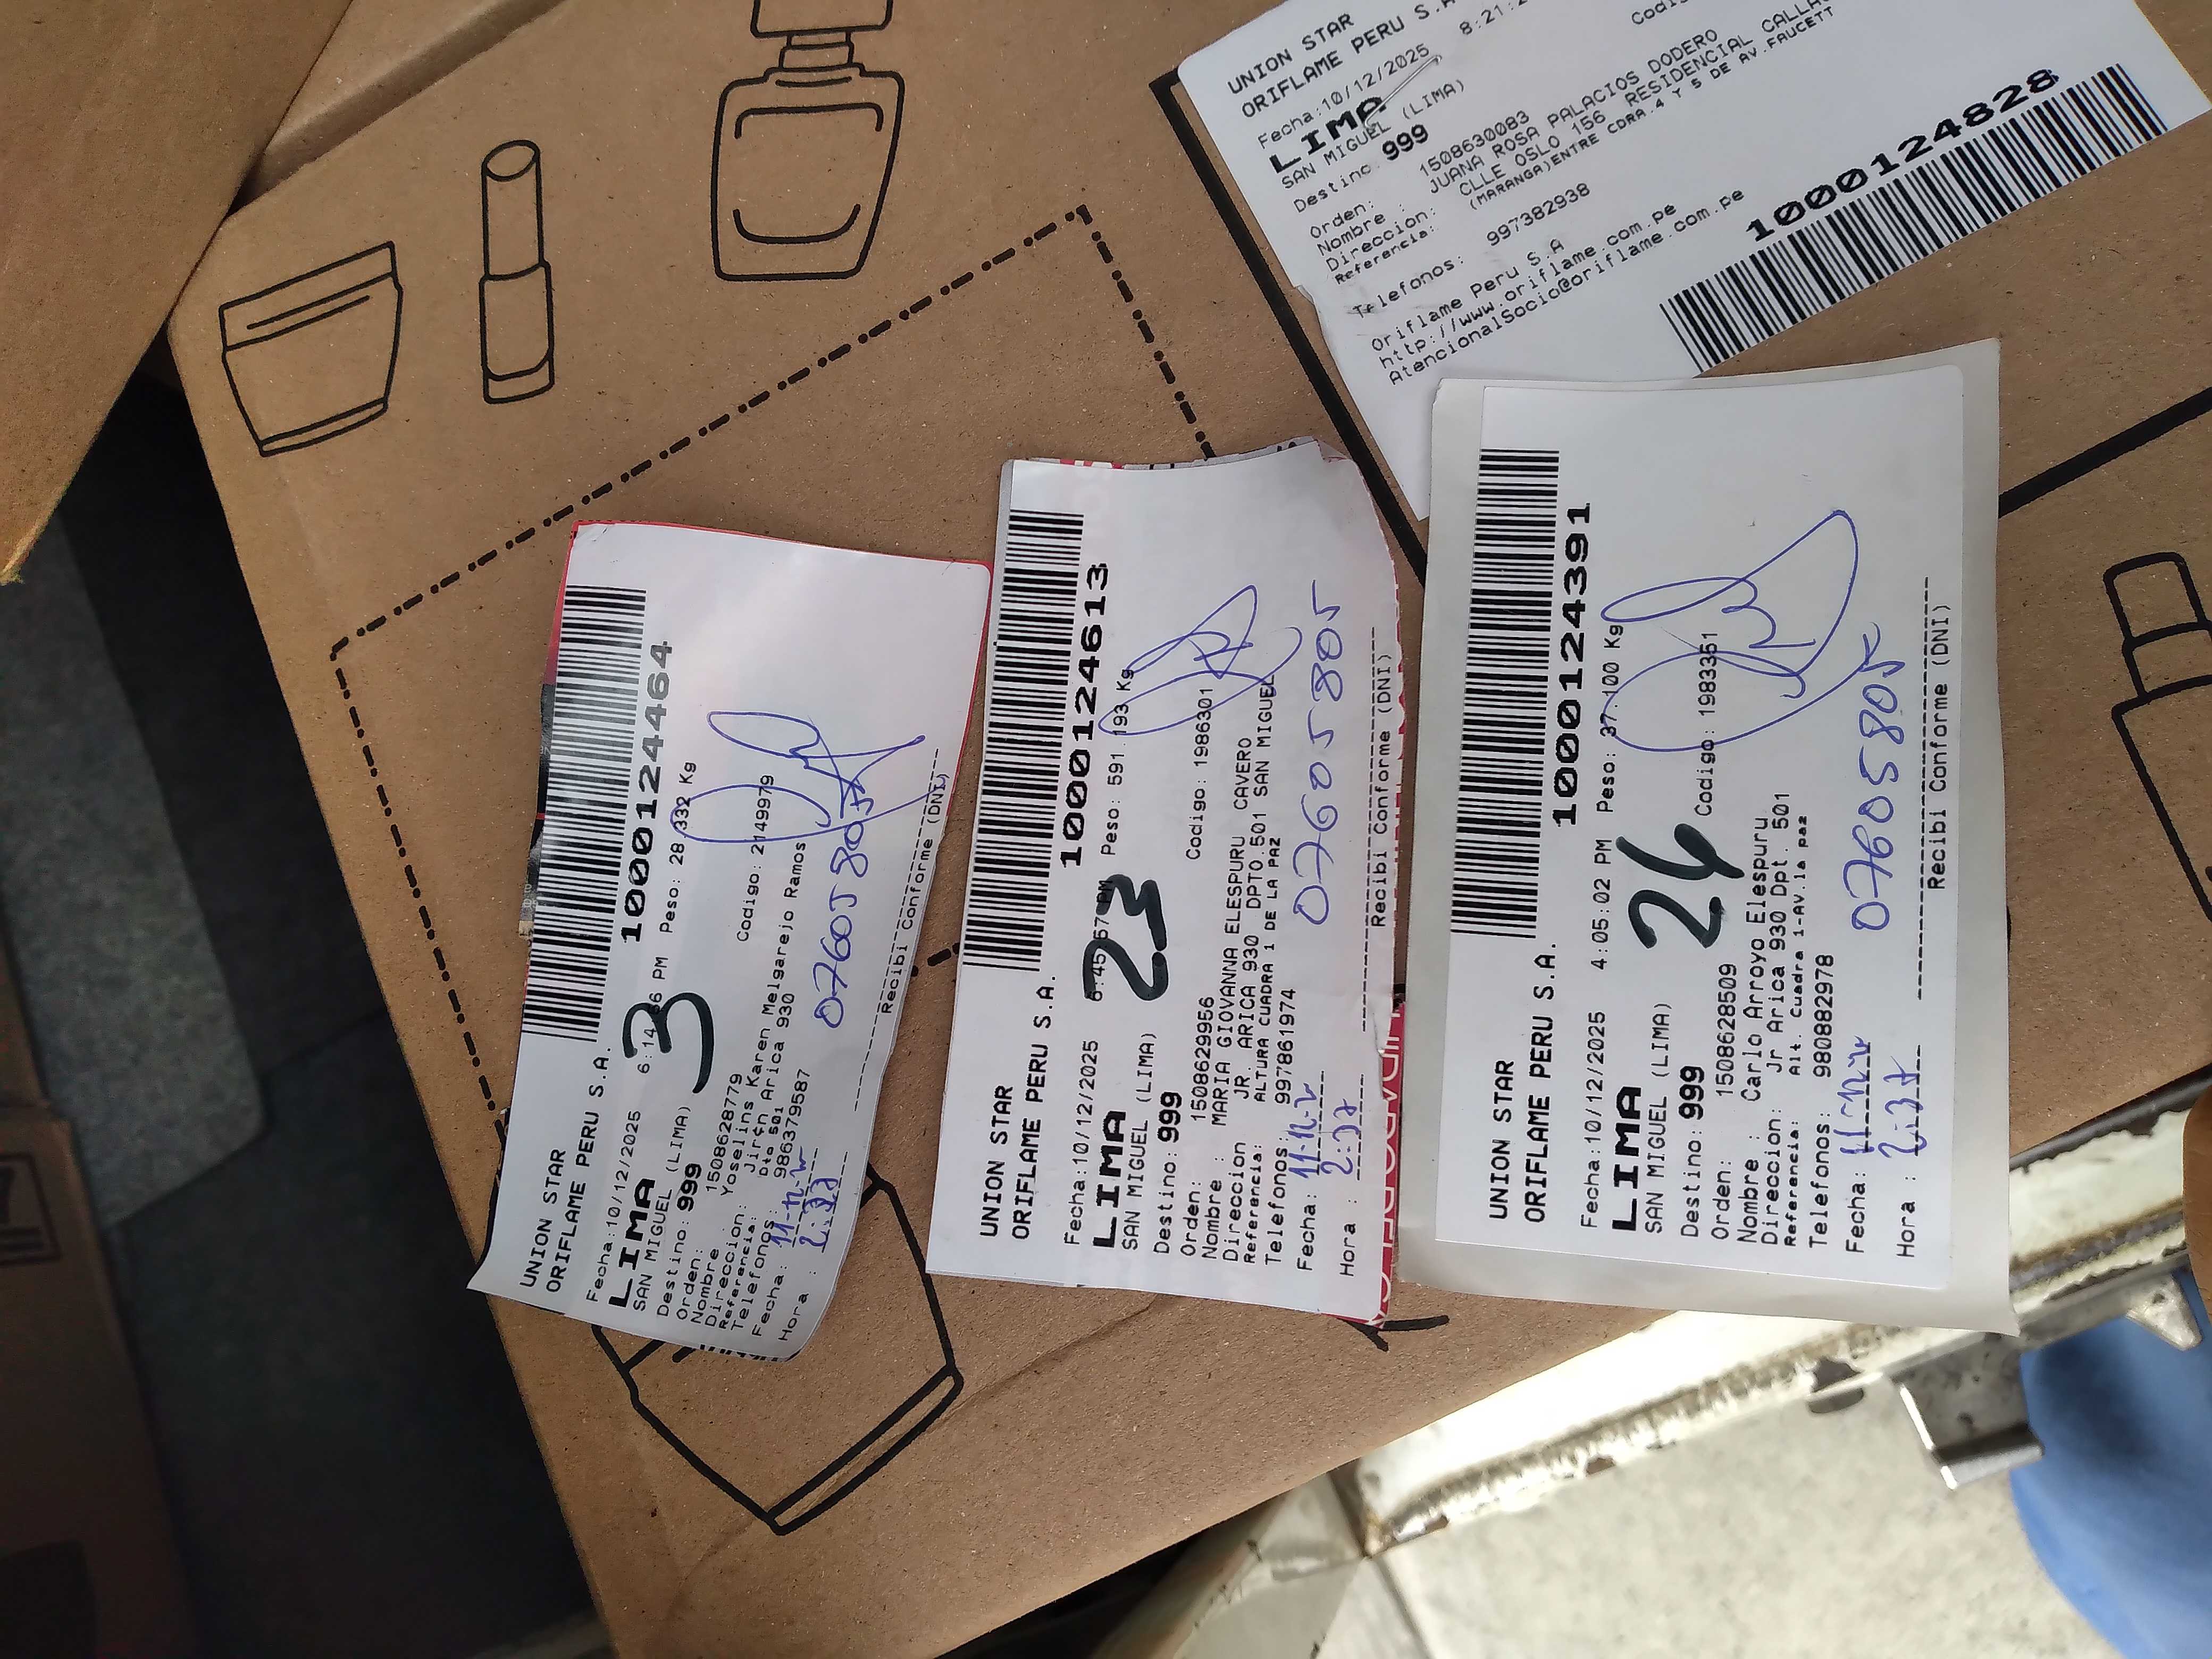 UNION STAR
ORIFLAME PERU S.A.
1000124464
Fecha:10/12/2025 PM Peso: 28.332 Kg
LIMA
SAN MIGUEL (LIMA)
3
Destino: 999
Codigo: 2149979
Orden: 1508628779
Nombre : Yoselins Karen Melgarejo Ramos
Direccion: Jirón Arica 930
Referencia: Dto 501
Telefonos: 986379587
07605805
Fecha:
Hora : 2:37
Recibi Conforme (DNI)
UNION STAR
ORIFLAME PERU S.A.
1000124613
Fecha:10/12/2025 Peso: 591.193 Kg
LIMA
SAN MIGUEL (LIMA)
23
Destino: 999
Codigo: 1986301
Orden: 1508629956
Nombre : MARIA GIOVANNA ELESPURU CAVERO
Direccion JR. ARICA 930 DPTO 501 SAN MIGUEL
Referencia: ALTURA CUADRA 1 DE LA PAZ
Telefonos: 997861974
Fecha:
07605805
Hora : 2:37
Recibi Conforme (DNI)
UNION STAR
ORIFLAME PERU S.A.
1000124391
Fecha:10/12/2025 4:05:02 PM Peso: 37.100 Kg
LIMA
SAN MIGUEL (LIMA)
24
Destino: 999
Codigo: 1983351
Orden: 1508628509
Nombre : Carlo Arroyo Elespuru
Direccion: Jr Arica 930 Dpt. 501
Referencia: Alt. Cuadra 1-AV.la paz
Telefonos: 980882978
Fecha:
07605805
Hora : 2:37
Recibi Conforme (DNI)
UNION STAR
ORIFLAME PERU S.A
Fecha:10/12/2025 8:21:
LIMA
SAN MIGUEL (LIMA)
Destino 999
Orden: 1508630083
Nombre : JUANA ROSA PALACIOS DODERO
Direccion: CLLE OSLO 156 RESIDENCIAL
Referencia: (MARANGA)ENTRE CDRA.4 Y 5 DE AV.FAUCETT
Telefonos: 997382938
Oriflame Peru S.A
http://www.oriflame.com.pe
AtencionalSocio@oriflame.com.pe
1000124828